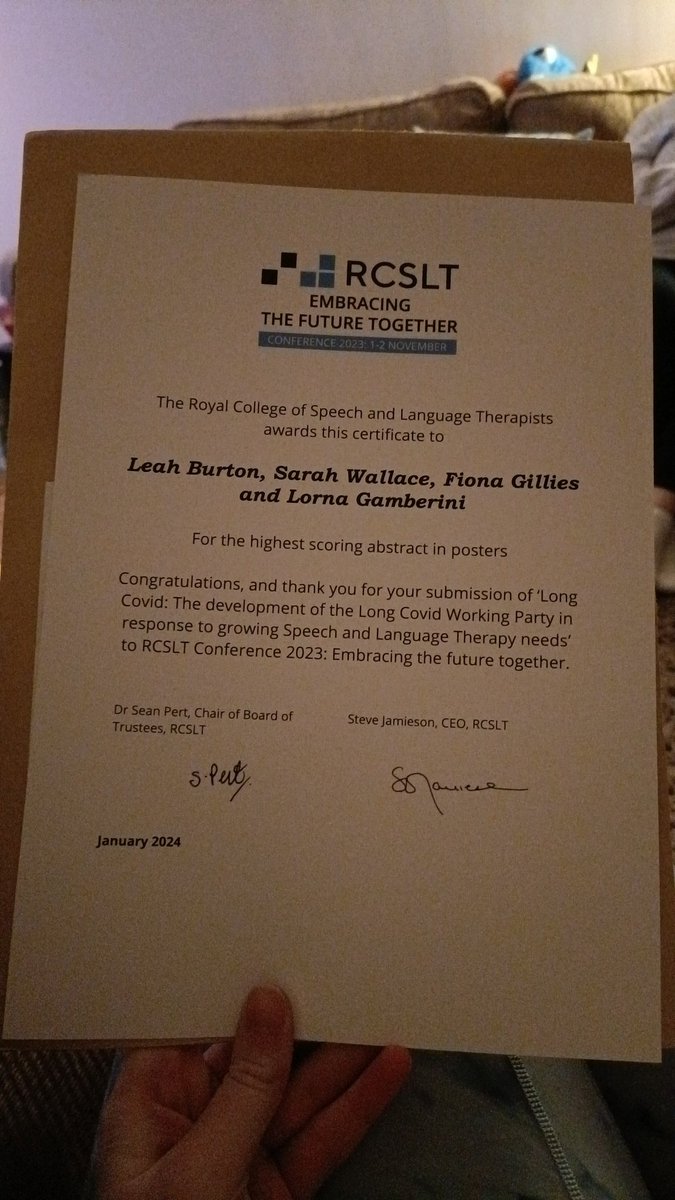 RCSLT
EMBRACING
THE FUTURE TOGETHER
CONFERENCE 2023: 1-2 NOVEMBER
The Royal College of Speech and Language Therapists
awards this certificate to
Leah Burton, Sarah Wallace, Fiona Gillies
and Lorna Gamberini
For the highest scoring abstract in posters
Congratulations, and thank you for your submission of ‘Long
Covid: The development of the Long Covid Working Party in
response to growing Speech and Language Therapy needs’
to RCSLT Conference 2023: Embracing the future together.
Dr Sean Pert, Chair of Board of
Trustees, RCSLT
Steve Jamieson, CEO, RCSLT
S. Pert
January 2024